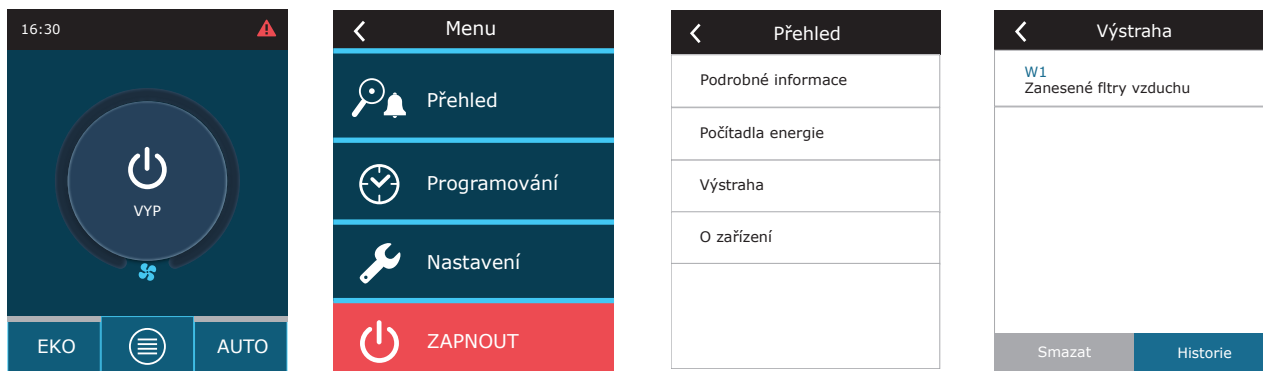 16:30
VYP
EKO
AUTO
Menu
Přehled
Programování
Nastavení
ZAPNOUT
Přehled
Podrobné informace
Počítadla energie
Výstraha
O zařízení
Výstraha
W1
Zanesené fltry vzduchu
Smazat
Historie